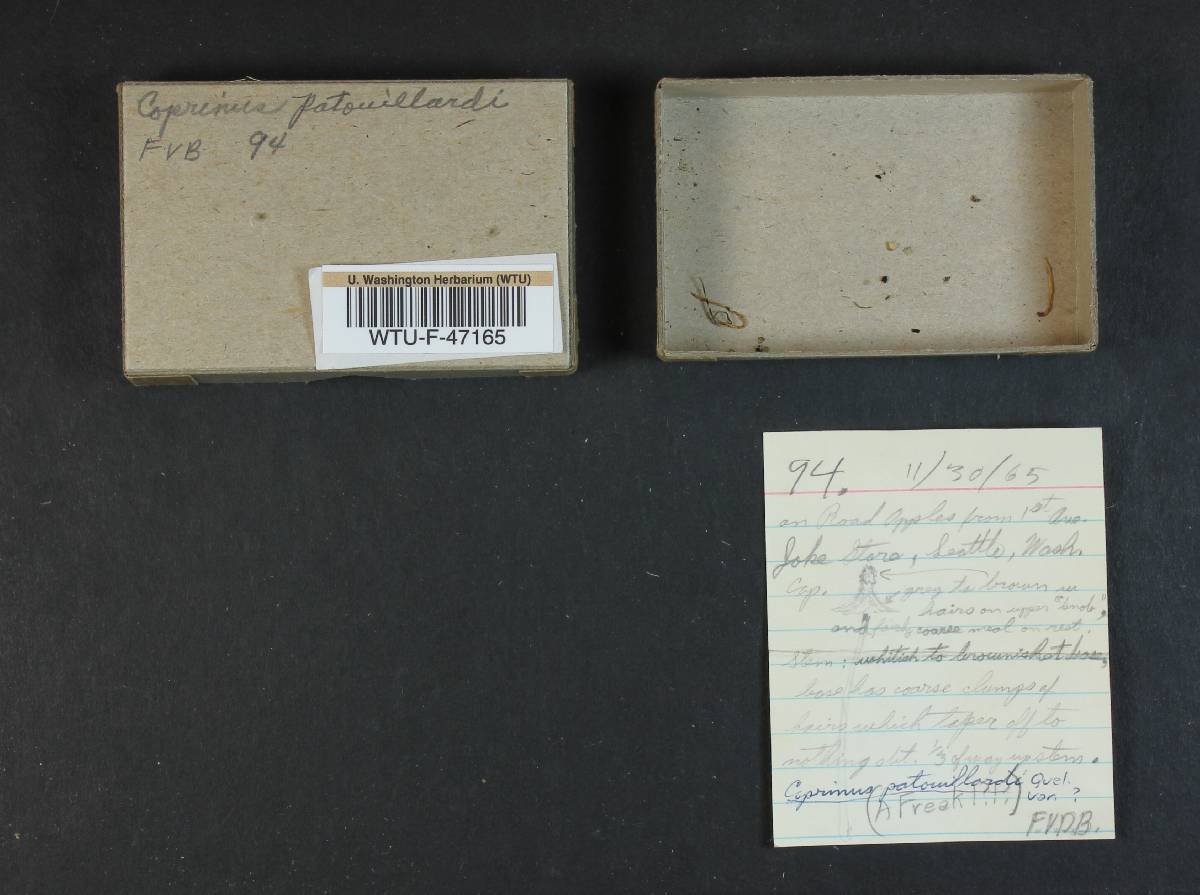 Coprinus patouillardi
FVB 94
U. Washington Herbarium (WTU)
WTU-F-47165
94. 11/30/65
on Road Apples from 1st Ave.
Joke Store, Seattle, Wash.
Cap. grey to brown w
hairs on upper "knob",
and fairly coarse meal on rest.
Stem: whitish to brownish at base,
base has coarse clumps of
hairs which taper off to
nothing abt. 1/3 of way up stem.
Coprinus patouillardi Quel.
var. ?
(A Freak!!!)
F.V.D.B.